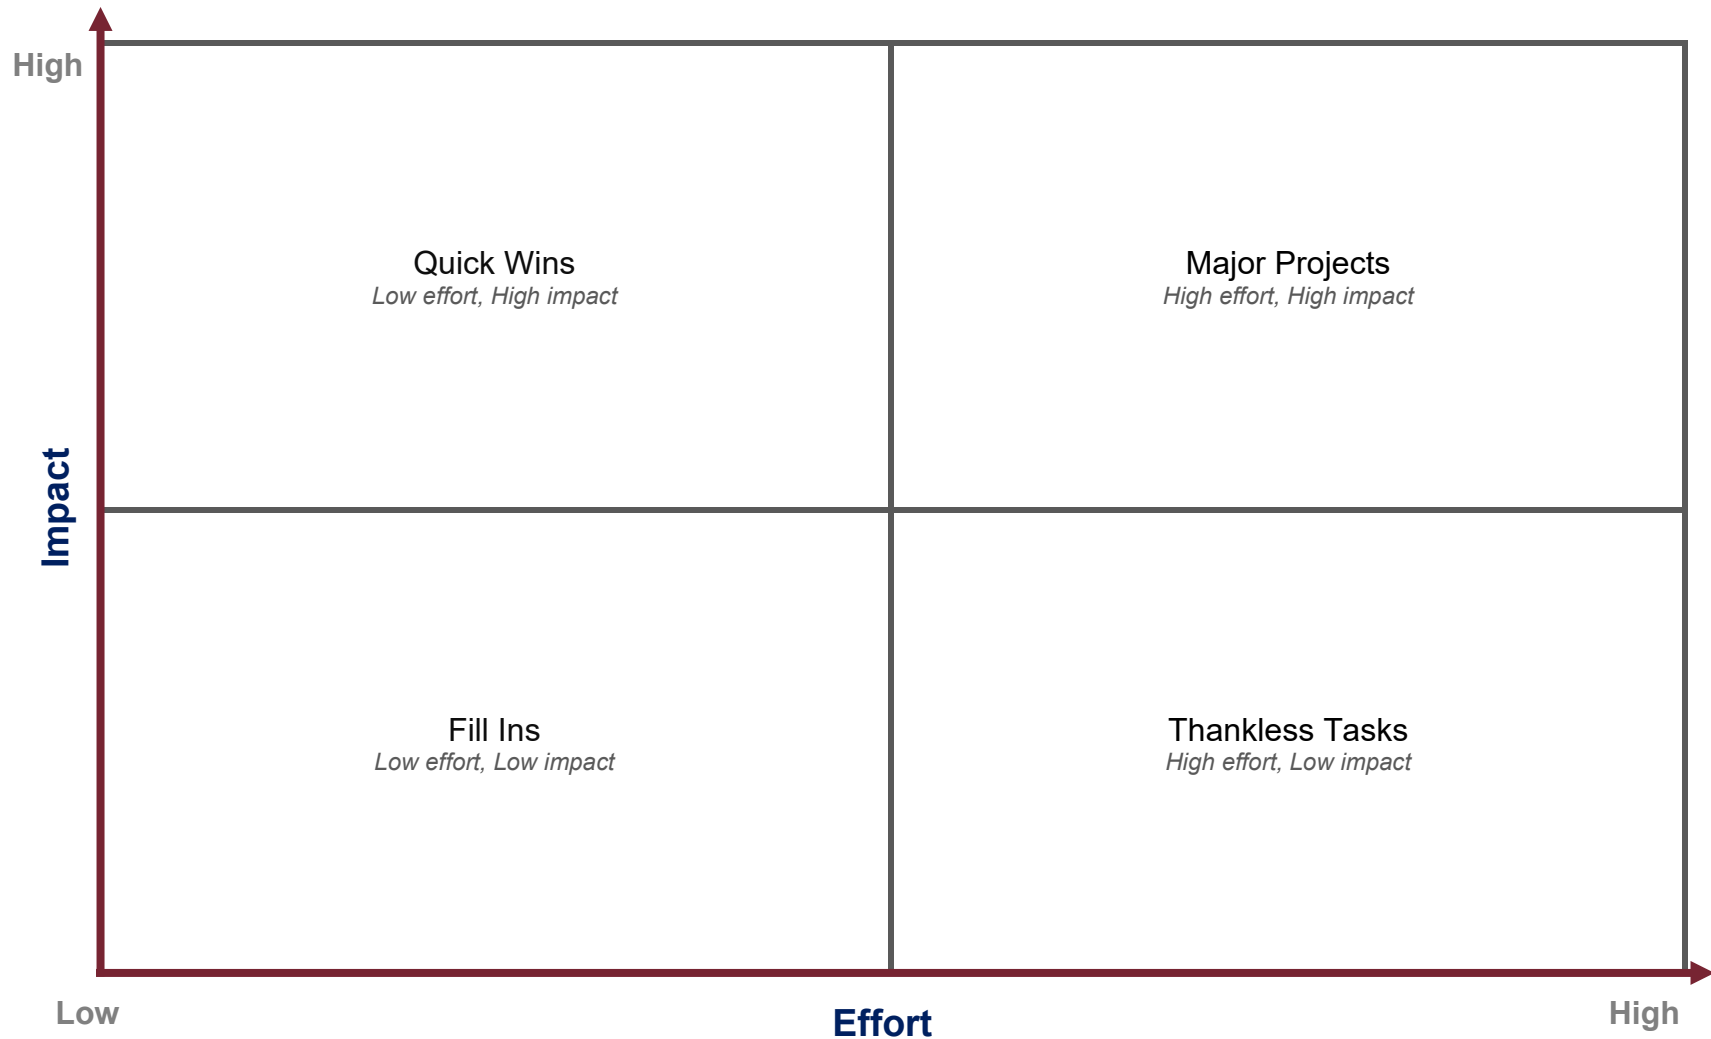 High
Quick Wins
Low effort, High impact
Major Projects
High effort, High impact
Impact
Fill Ins
Low effort, Low impact
Thankless Tasks
High effort, Low impact
Low
Effort
High